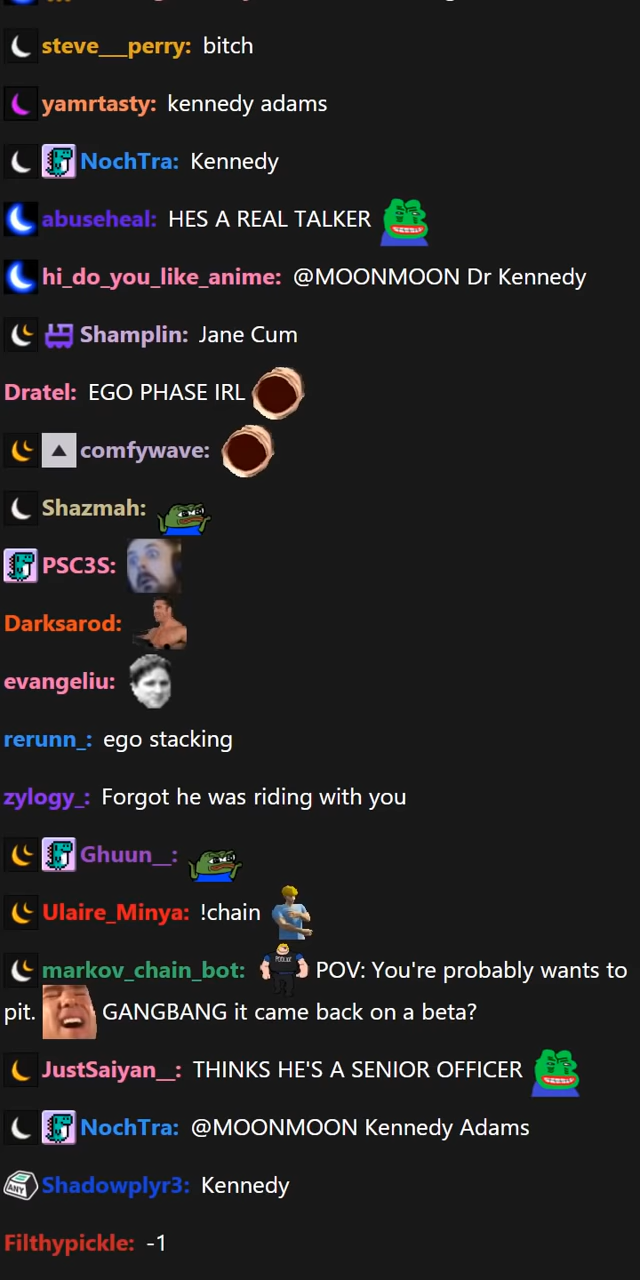 steve___perry: bitch
yamrtasty: kennedy adams
NochTra: Kennedy
abuseheal: HES A REAL TALKER
hi_do_you_like_anime: @MOONMOON Dr Kennedy
Shamplin: Jane Cum
Dratel: EGO PHASE IRL
comfywave:
Shazmah:
PSC3S:
Darksarod:
evangeliu:
rerunn_: ego stacking
zylogy_: Forgot he was riding with you
Ghuun__:
Ulaire_Minya: !chain
markov_chain_bot: POV: You're probably wants to
pit. GANGBANG it came back on a beta?
JustSaiyan__: THINKS HE'S A SENIOR OFFICER
NochTra: @MOONMOON Kennedy Adams
ANY Shadowplyr3: Kennedy
Filthypickle: -1